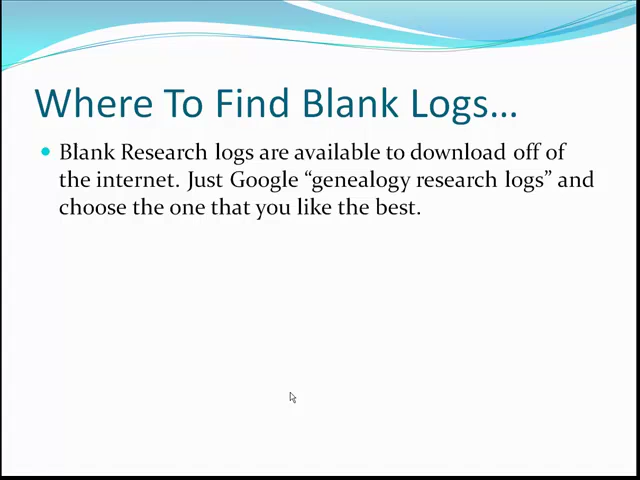 Where To Find Blank Logs...
Blank Research logs are available to download off of
the internet. Just Google “genealogy research logs” and
choose the one that you like the best.